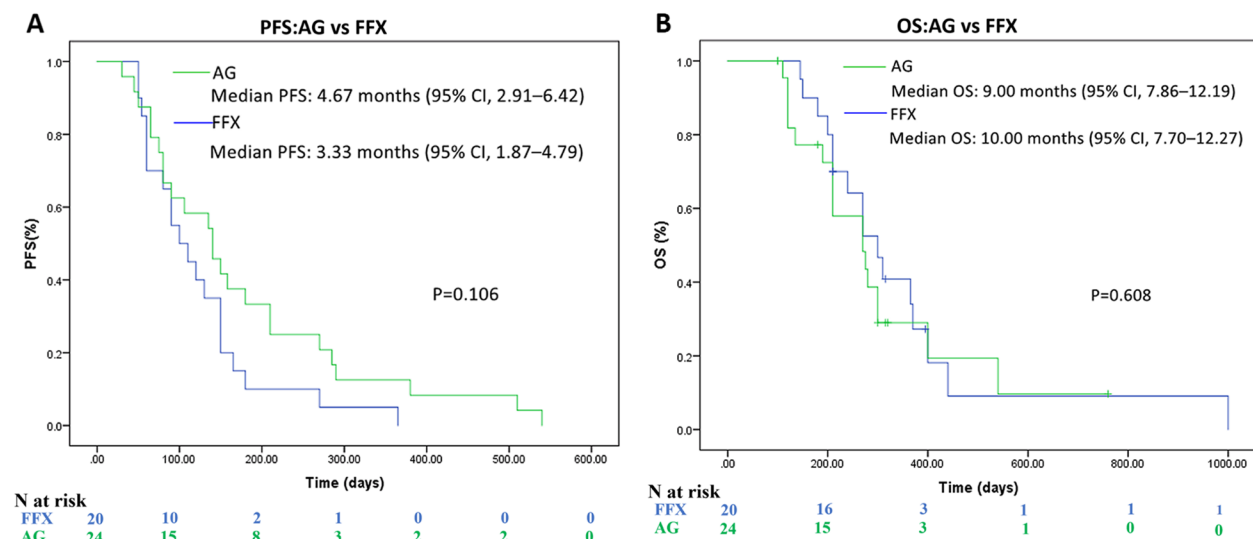 A
PFS:AG vs FFX
AG
Median PFS: 4.67 months (95% CI, 2.91–6.42)
FFX
Median PFS: 3.33 months (95% CI, 1.87–4.79)
P=0.106
PFS(%)
1.0
0.8
0.6
0.4
0.2
0.0
.00 100.00 200.00 300.00 400.00 500.00 600.00
Time (days)
N at risk
FFX 20 10 2 1 0 0 0
AG 24 15 8 3 2 2 0
B
OS:AG vs FFX
AG
Median OS: 9.00 months (95% CI, 7.86–12.19)
FFX
Median OS: 10.00 months (95% CI, 7.70–12.27)
P=0.608
OS (%)
1.0
0.8
0.6
0.4
0.2
0.0
.00 200.00 400.00 600.00 800.00 1000.00
Time (days)
N at risk
FFX 20 16 3 1 1 1
AG 24 15 3 1 0 0